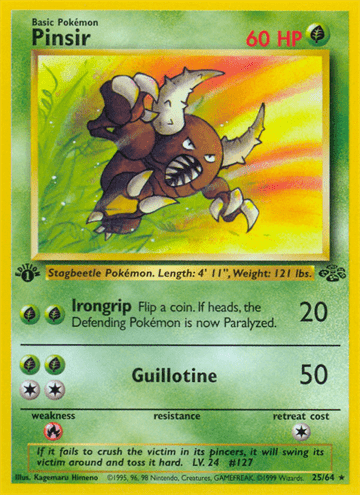 Basic Pokémon
Pinsir
60 HP
EDITION
1
Stagbeetle Pokémon. Length: 4' 11", Weight: 121 lbs.
Irongrip Flip a coin. If heads, the
Defending Pokémon is now Paralyzed.
20
Guillotine
50
weakness
resistance
retreat cost
If it fails to crush the victim in its pincers, it will swing its
victim around and toss it hard. LV. 24 #127
Illus. Kagemaru Himeno
©1995, 96, 98 Nintendo, Creatures, GAMEFREAK. ©1999 Wizards.
25/64 ★